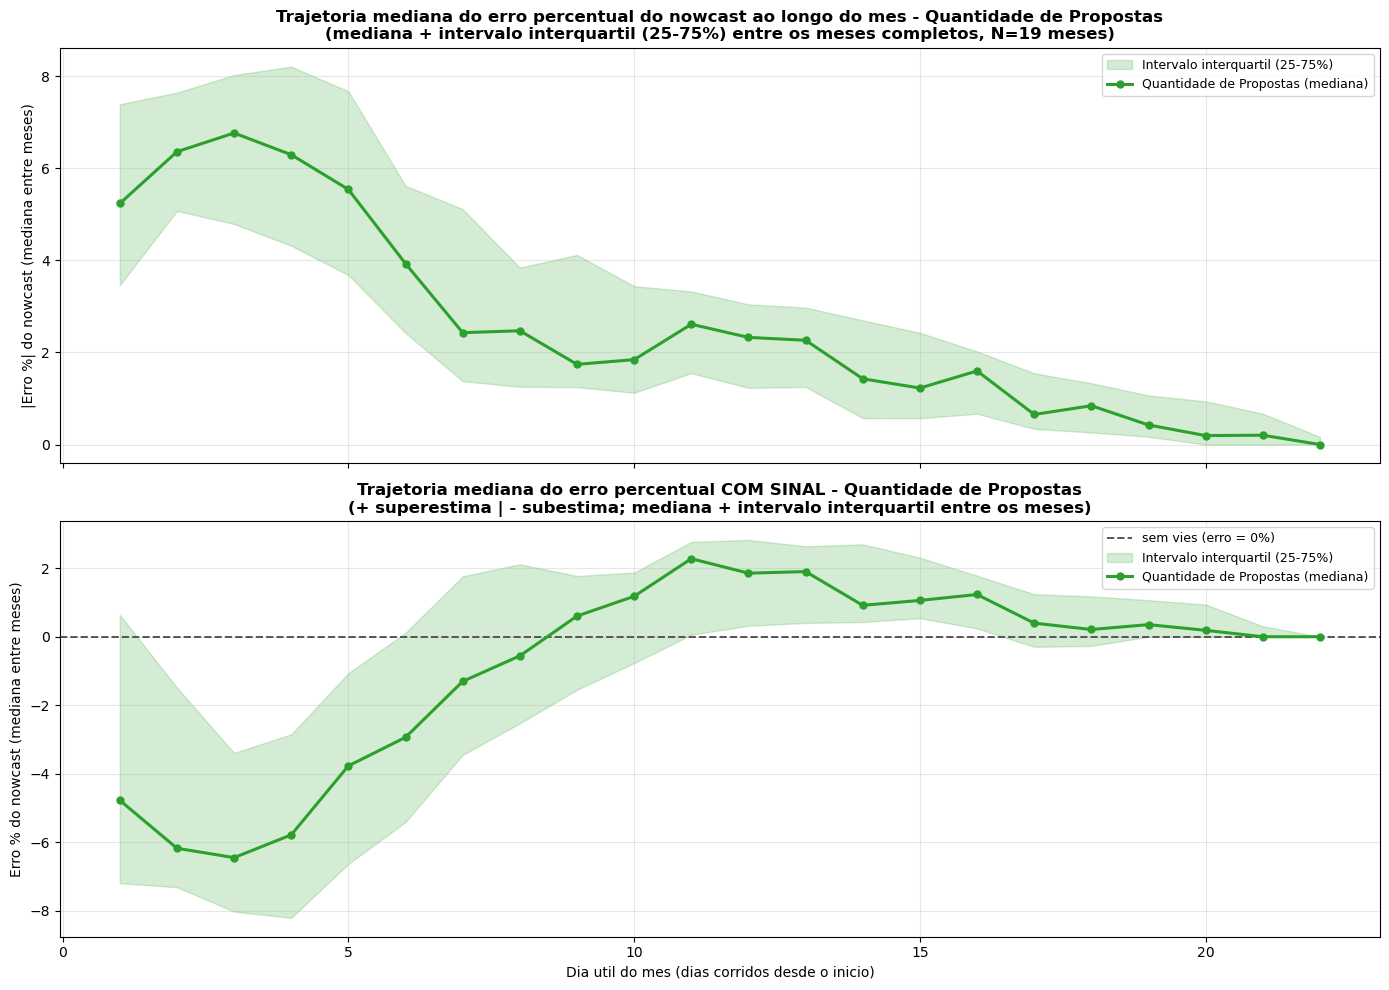 Trajetoria mediana do erro percentual do nowcast ao longo do mes - Quantidade de Propostas
(mediana + intervalo interquartil (25-75%) entre os meses completos, N=19 meses)
Intervalo interquartil (25-75%)
Quantidade de Propostas (mediana)
|Erro %| do nowcast (mediana entre meses)
8
6
4
2
0
Trajetoria mediana do erro percentual COM SINAL - Quantidade de Propostas
(+ superestima | - subestima; mediana + intervalo interquartil entre os meses)
sem vies (erro = 0%)
Intervalo interquartil (25-75%)
Quantidade de Propostas (mediana)
Erro % do nowcast (mediana entre meses)
2
0
−2
−4
−6
−8
0 5 10 15 20
Dia util do mes (dias corridos desde o inicio)